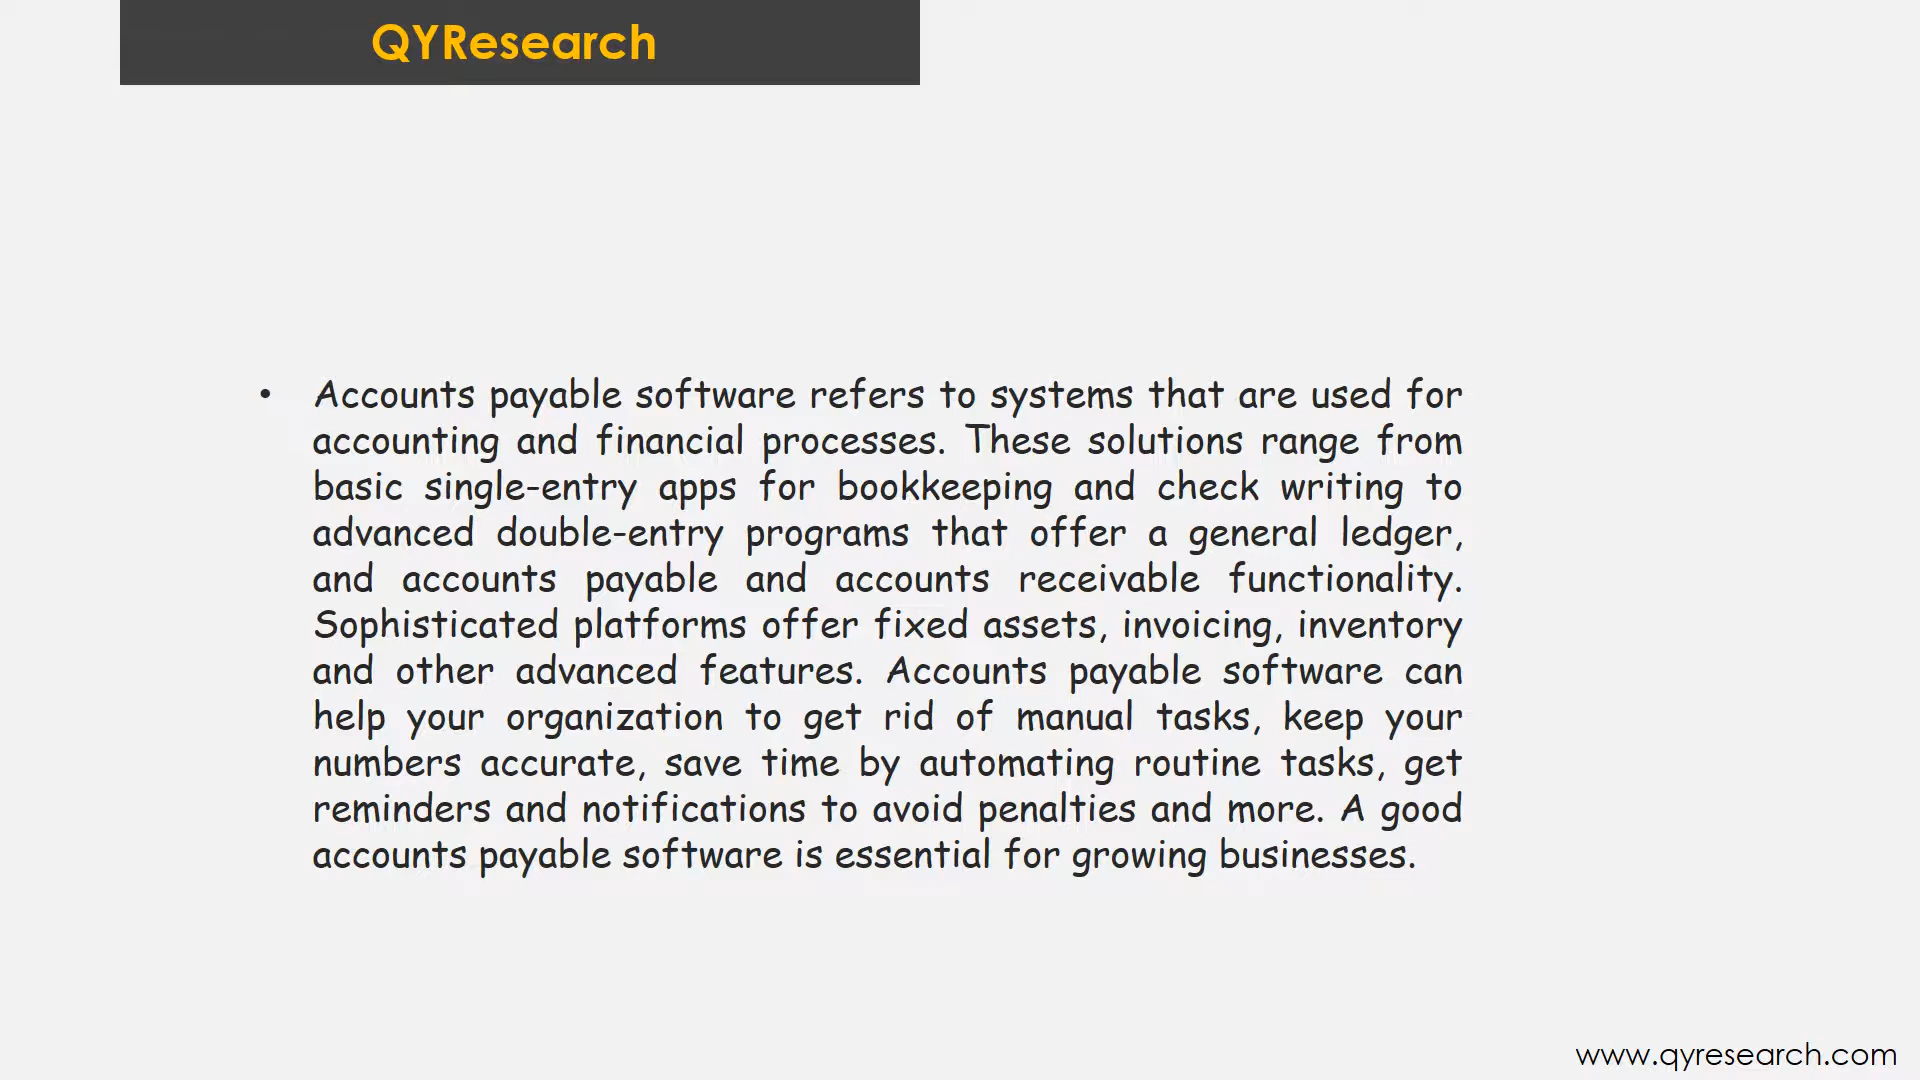 QYResearch
• Accounts payable software refers to systems that are used for
accounting and financial processes. These solutions range from
basic single-entry apps for bookkeeping and check writing to
advanced double-entry programs that offer a general ledger,
and accounts payable and accounts receivable functionality.
Sophisticated platforms offer fixed assets, invoicing, inventory
and other advanced features. Accounts payable software can
help your organization to get rid of manual tasks, keep your
numbers accurate, save time by automating routine tasks, get
reminders and notifications to avoid penalties and more. A good
accounts payable software is essential for growing businesses.
www.qyresearch.com